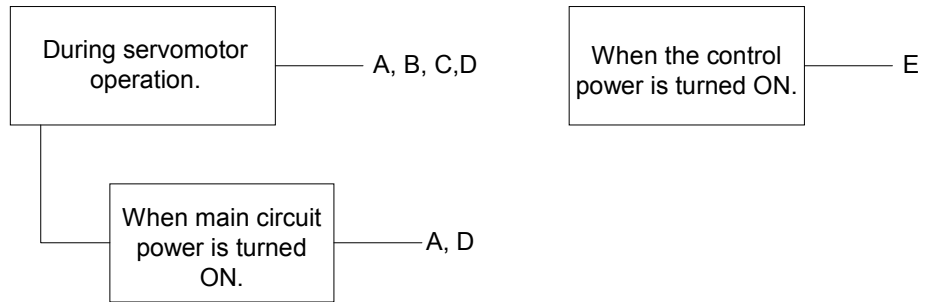 During servomotor
operation.
A, B, C,D
When the control
power is turned ON.
E
When main circuit
power is turned
ON.
A, D